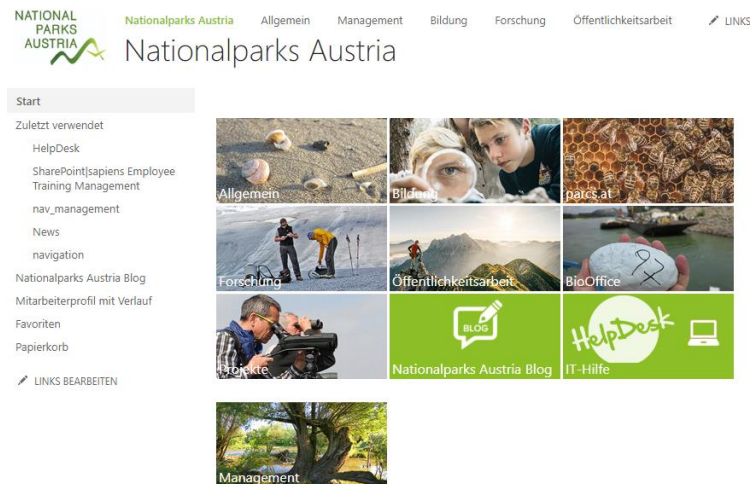 NATIONAL
PARKS
AUSTRIA
Nationalparks Austria Allgemein Management Bildung Forschung Öffentlichkeitsarbeit LINKS
Nationalparks Austria
Start
Zuletzt verwendet
HelpDesk
SharePoint|sapiens Employee
Training Management
nav_management
News
navigation
Nationalparks Austria Blog
Mitarbeiterprofil mit Verlauf
Favoriten
Papierkorb
LINKS BEARBEITEN
Allgemein
Bildung
parcs.at
Forschung
Öffentlichkeitsarbeit
97
BioOffice
Projekte
BLOG
Nationalparks Austria Blog
HelpDesk
IT-Hilfe
Management